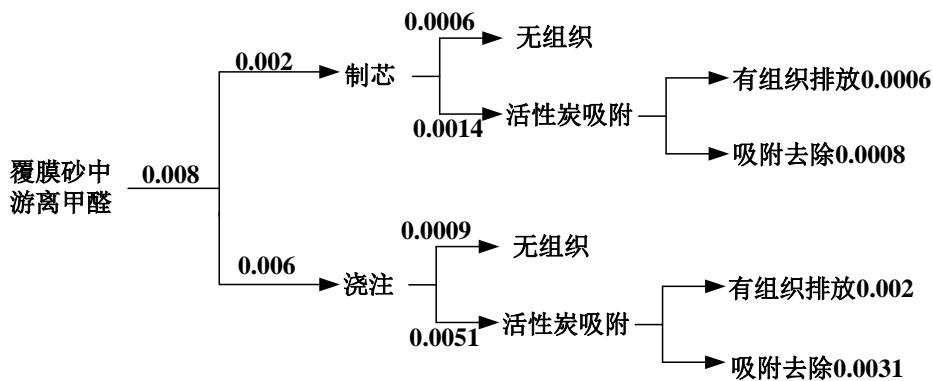 0.0006
无组织
0.002
制芯
有组织排放0.0006
0.0014
活性炭吸附
吸附去除0.0008
覆膜砂中
游离甲醛
0.008
0.0009
无组织
0.006
浇注
有组织排放0.002
0.0051
活性炭吸附
吸附去除0.0031